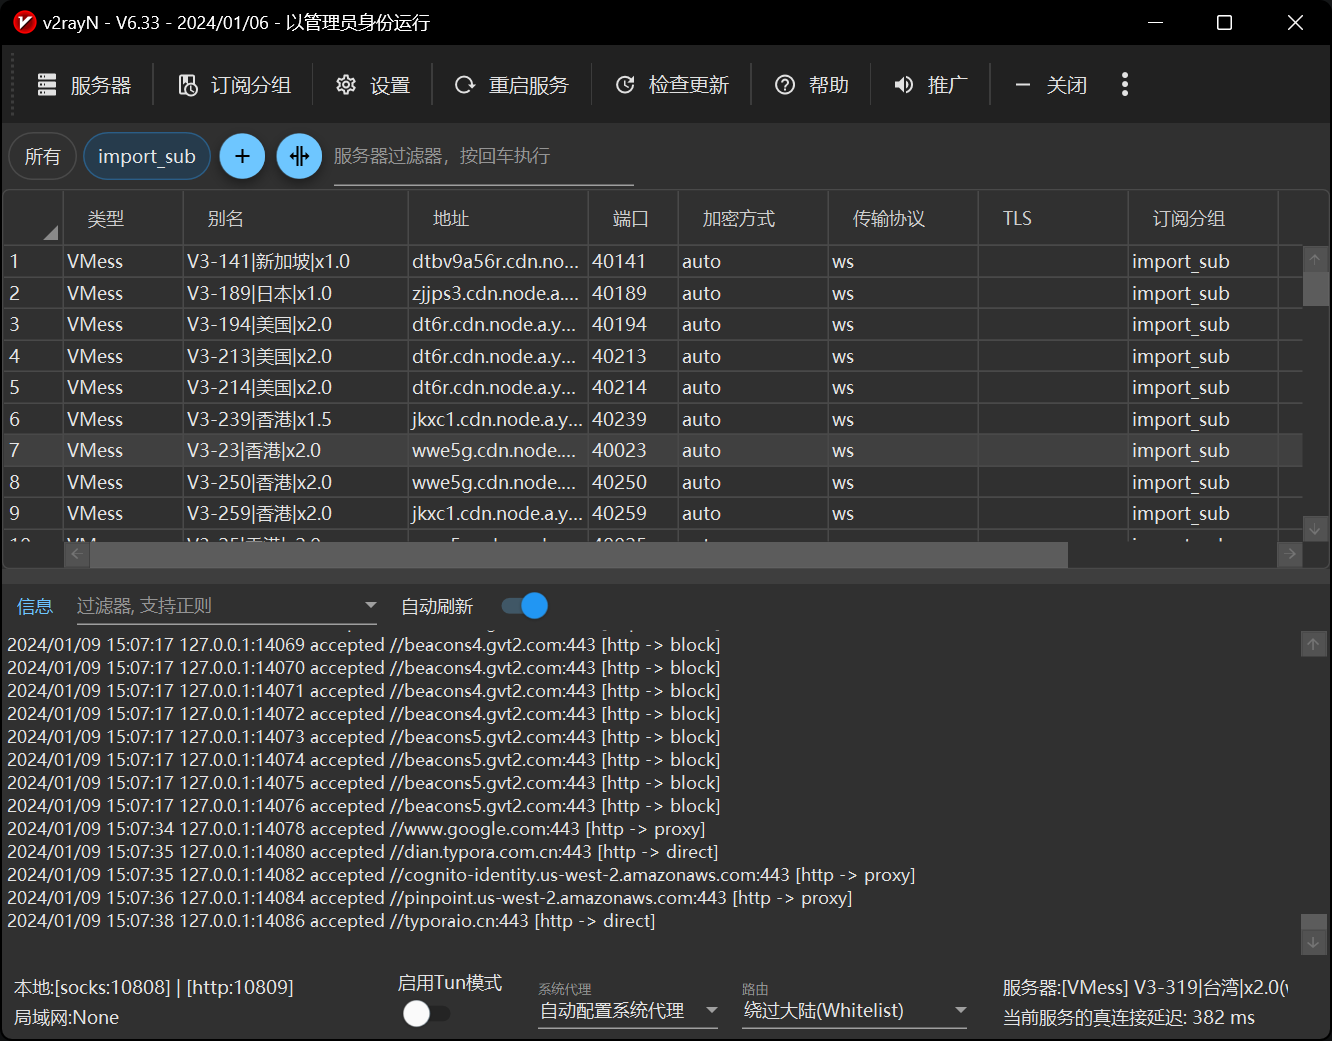 v2rayN - V6.33 - 2024/01/06 - 以管理员身份运行
服务器 订阅分组 设置 重启服务 检查更新 帮助 推广 关闭
所有 import_sub 服务器过滤器，按回车执行
类型 别名 地址 端口 加密方式 传输协议 TLS 订阅分组
1 VMess V3-141|新加坡|x1.0 dtbv9a56r.cdn.no... 40141 auto ws import_sub
2 VMess V3-189|日本|x1.0 zjjps3.cdn.node.a.... 40189 auto ws import_sub
3 VMess V3-194|美国|x2.0 dt6r.cdn.node.a.y... 40194 auto ws import_sub
4 VMess V3-213|美国|x2.0 dt6r.cdn.node.a.y... 40213 auto ws import_sub
5 VMess V3-214|美国|x2.0 dt6r.cdn.node.a.y... 40214 auto ws import_sub
6 VMess V3-239|香港|x1.5 jkxc1.cdn.node.a.y... 40239 auto ws import_sub
7 VMess V3-23|香港|x2.0 wwe5g.cdn.node.... 40023 auto ws import_sub
8 VMess V3-250|香港|x2.0 wwe5g.cdn.node.... 40250 auto ws import_sub
9 VMess V3-259|香港|x2.0 jkxc1.cdn.node.a.y... 40259 auto ws import_sub
信息 过滤器, 支持正则 自动刷新
2024/01/09 15:07:17 127.0.0.1:14069 accepted //beacons4.gvt2.com:443 [http -> block]
2024/01/09 15:07:17 127.0.0.1:14070 accepted //beacons4.gvt2.com:443 [http -> block]
2024/01/09 15:07:17 127.0.0.1:14071 accepted //beacons4.gvt2.com:443 [http -> block]
2024/01/09 15:07:17 127.0.0.1:14072 accepted //beacons4.gvt2.com:443 [http -> block]
2024/01/09 15:07:17 127.0.0.1:14073 accepted //beacons5.gvt2.com:443 [http -> block]
2024/01/09 15:07:17 127.0.0.1:14074 accepted //beacons5.gvt2.com:443 [http -> block]
2024/01/09 15:07:17 127.0.0.1:14075 accepted //beacons5.gvt2.com:443 [http -> block]
2024/01/09 15:07:17 127.0.0.1:14076 accepted //beacons5.gvt2.com:443 [http -> block]
2024/01/09 15:07:34 127.0.0.1:14078 accepted //www.google.com:443 [http -> proxy]
2024/01/09 15:07:35 127.0.0.1:14080 accepted //dian.typora.com.cn:443 [http -> direct]
2024/01/09 15:07:35 127.0.0.1:14082 accepted //cognito-identity.us-west-2.amazonaws.com:443 [http -> proxy]
2024/01/09 15:07:36 127.0.0.1:14084 accepted //pinpoint.us-west-2.amazonaws.com:443 [http -> proxy]
2024/01/09 15:07:38 127.0.0.1:14086 accepted //typoraio.cn:443 [http -> direct]
本地:[socks:10808] | [http:10809] 启用Tun模式 系统代理 路由 服务器:[VMess] V3-319|台湾|x2.0(
局域网:None 自动配置系统代理 绕过大陆(Whitelist) 当前服务的真连接延迟: 382 ms